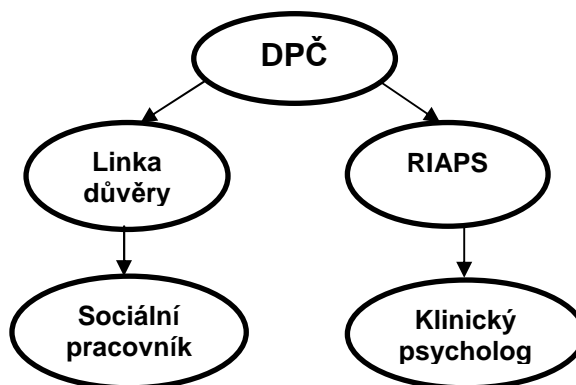 DPČ
Linka
důvěry
RIAPS
Sociální
pracovník
Klinický
psycholog